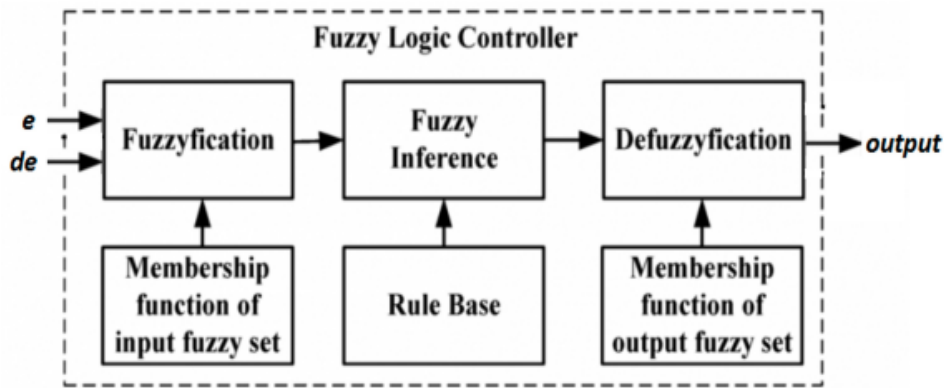 Fuzzy Logic Controller
e
de
Fuzzyfication
Fuzzy
Inference
Defuzzyfication
output
Membership
function of
input fuzzy set
Rule Base
Membership
function of
output fuzzy set